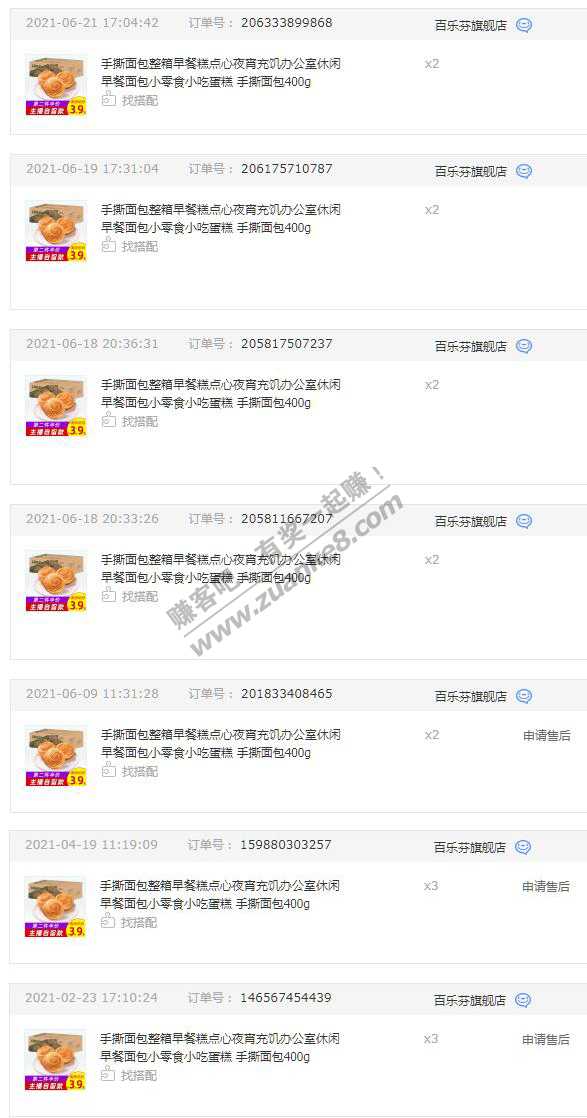 2021-06-21 17:04:42 订单号： 206333899868 百乐芬旗舰店
手撕面包整箱早餐糕点心夜宵充饥办公室休闲 x2
早餐面包小零食小吃蛋糕 手撕面包400g
第二件半价
主播自留款 3.9.
找搭配
2021-06-19 17:31:04 订单号： 206175710787 百乐芬旗舰店
手撕面包整箱早餐糕点心夜宵充饥办公室休闲 x2
早餐面包小零食小吃蛋糕 手撕面包400g
第二件半价
主播自留款 3.9.
找搭配
2021-06-18 20:36:31 订单号： 205817507237 百乐芬旗舰店
手撕面包整箱早餐糕点心夜宵充饥办公室休闲 x2
早餐面包小零食小吃蛋糕 手撕面包400g
第二件半价
主播自留款 3.9.
找搭配
赚客吧，有奖一起赚！
www.zuanke8.com
2021-06-18 20:33:26 订单号： 205811667207 百乐芬旗舰店
手撕面包整箱早餐糕点心夜宵充饥办公室休闲 x2
早餐面包小零食小吃蛋糕 手撕面包400g
第二件半价
主播自留款 3.9.
找搭配
2021-06-09 11:31:28 订单号： 201833408465 百乐芬旗舰店
手撕面包整箱早餐糕点心夜宵充饥办公室休闲 x2 申请售后
早餐面包小零食小吃蛋糕 手撕面包400g
第二件半价
主播自留款 3.9.
找搭配
2021-04-19 11:19:09 订单号： 159880303257 百乐芬旗舰店
手撕面包整箱早餐糕点心夜宵充饥办公室休闲 x3 申请售后
早餐面包小零食小吃蛋糕 手撕面包400g
第二件半价
主播自留款 3.9.
找搭配
2021-02-23 17:10:24 订单号： 146567454439 百乐芬旗舰店
手撕面包整箱早餐糕点心夜宵充饥办公室休闲 x3 申请售后
早餐面包小零食小吃蛋糕 手撕面包400g
第二件半价
主播自留款 3.9.
找搭配